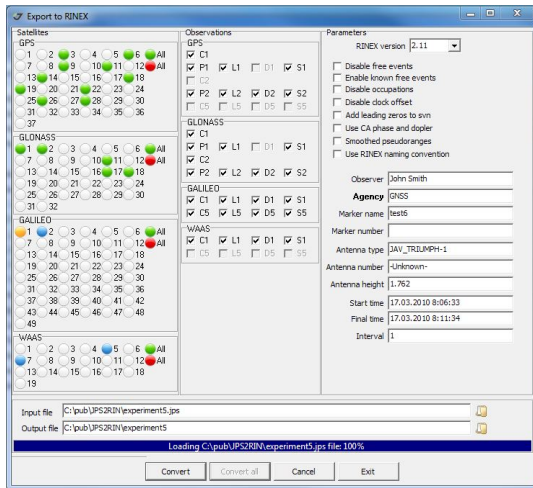 Export to RINEX
Satellites
GPS
1 2 3 4 5 6 All
7 8 9 10 11 12 All
13 14 15 16 17 18
19 20 21 22 23 24
25 26 27 28 29 30
31 32 33 34 35 36
37
GLONASS
1 2 3 4 5 6 All
7 8 9 10 11 12 All
13 14 15 16 17 18
19 20 21 22 23 24
25 26 27 28 29 30
31 32
GALILEO
1 2 3 4 5 6 All
7 8 9 10 11 12 All
13 14 15 16 17 18
19 20 21 22 23 24
25 26 27 28 29 30
31 32 33 34 35 36
37 38 39 40 41 42
43 44 45 46 47 48
49
WAAS
1 2 3 4 5 6 All
7 8 9 10 11 12 All
13 14 15 16 17 18
19
Observations
GPS
C1
P1 L1 D1 S1
C2
P2 L2 D2 S2
C5 L5 D5 S5
GLONASS
C1
P1 L1 D1 S1
C2
P2 L2 D2 S2
GALILEO
C1 L1 D1 S1
C5 L5 D5 S5
WAAS
C1 L1 D1 S1
C5 L5 D5 S5
Parameters
RINEX version 2.11
Disable free events
Enable known free events
Disable occupations
Disable clock offset
Add leading zeros to svn
Use CA phase and dopler
Smoothed pseudoranges
Use RINEX naming convention
Observer John Smith
Agency GNSS
Marker name test6
Marker number
Antenna type JAV_TRIUMPH-1
Antenna number -Unknown-
Antenna height 1.762
Start time 17.03.2010 8:06:33
Final time 17.03.2010 8:11:34
Interval 1
Input file C:\pub\JPS2RIN\experiment5.jps
Output file C:\pub\JPS2RIN\experiment5
Loading C:\pub\JPS2RIN\experiment5.jps file: 100%
Convert Convert all Cancel Exit